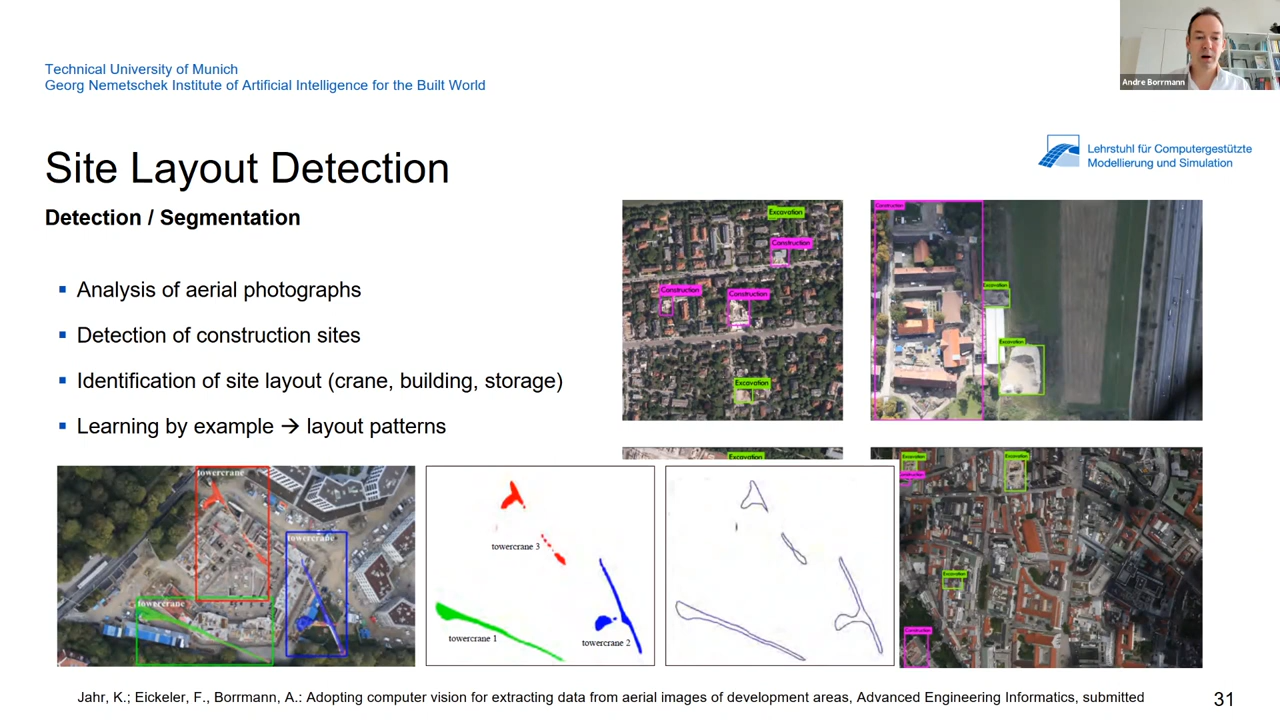 Andre Borrmann
Technical University of Munich
Georg Nemetschek Institute of Artificial Intelligence for the Built World
Lehrstuhl für Computergestützte
Modellierung und Simulation
Site Layout Detection
Detection / Segmentation
▪ Analysis of aerial photographs
▪ Detection of construction sites
▪ Identification of site layout (crane, building, storage)
▪ Learning by example → layout patterns
Excavation
Construction
Construction
Construction
Excavation
Construction
Excavation
Excavation
Excavation
towercrane
towercrane
towercrane
towercrane 3
towercrane 1
towercrane 2
Excavation
Construction
Excavation
Excavation
Construction
Jahr, K.; Eickeler, F., Borrmann, A.: Adopting computer vision for extracting data from aerial images of development areas, Advanced Engineering Informatics, submitted
31